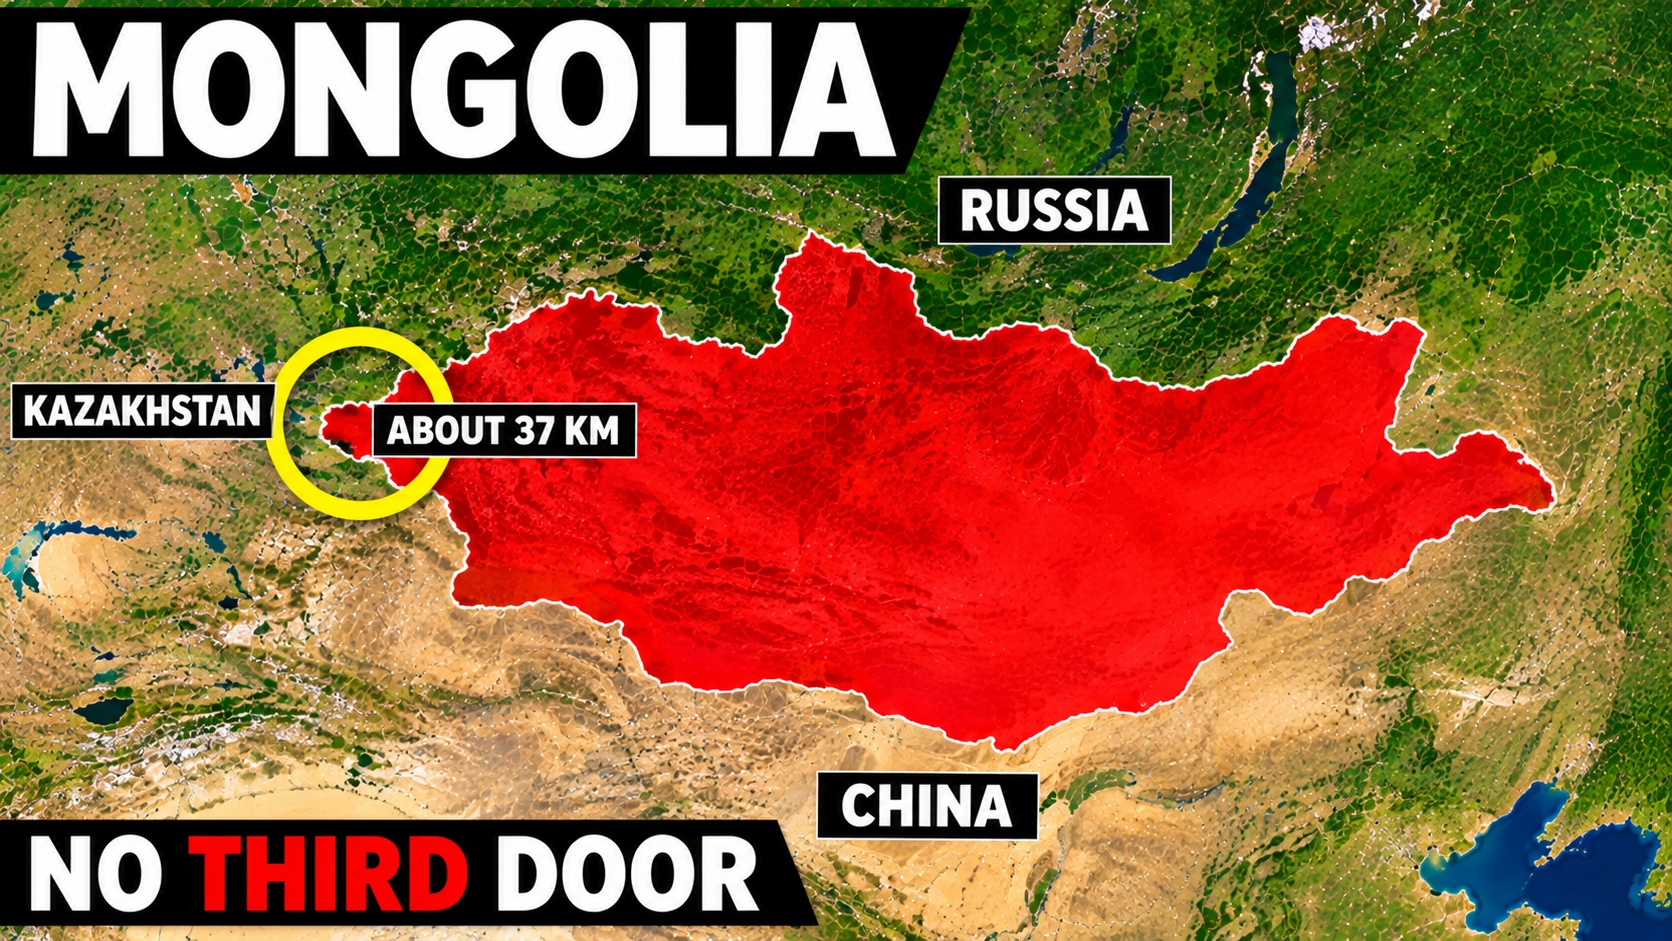 MONGOLIA
RUSSIA
KAZAKHSTAN
ABOUT 37 KM
CHINA
NO THIRD DOOR